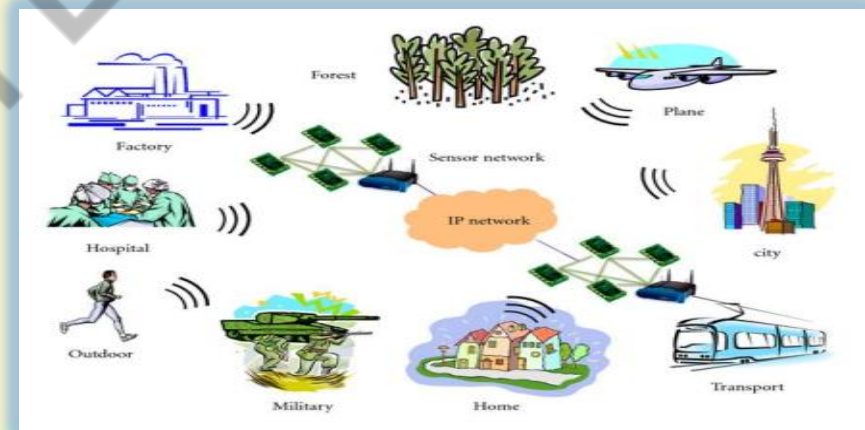 Forest
Plane
Factory
Sensor network
IP network
Hospital
city
Outdoor
Transport
Military
Home